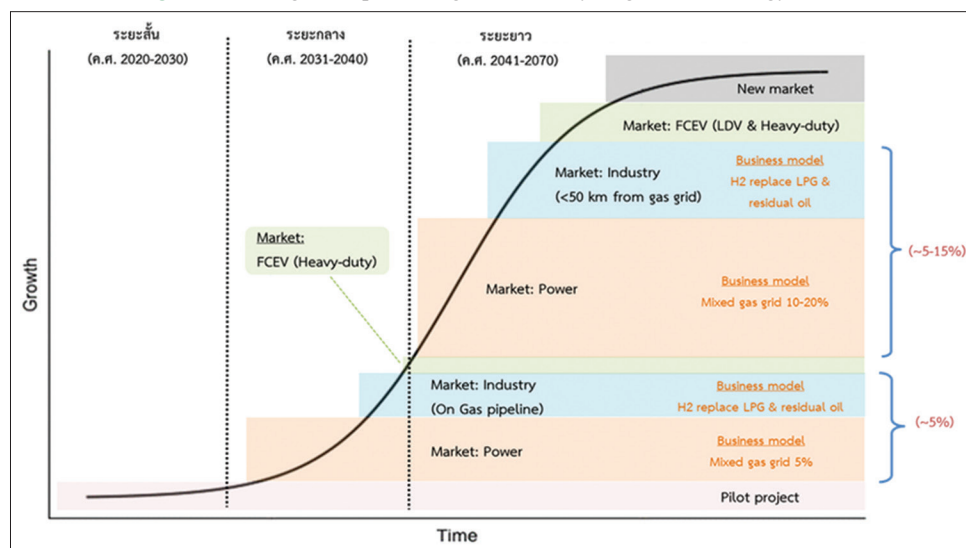 ระยะสั้น
(ค.ศ. 2020-2030)
ระยะกลาง
(ค.ศ. 2031-2040)
ระยะยาว
(ค.ศ. 2041-2070)
New market
Market: FCEV (LDV & Heavy-duty)
Market: Industry
(<50 km from gas grid)
Business model
H2 replace LPG &
residual oil
Market:
FCEV (Heavy-duty)
(~5-15%)
Market: Power
Business model
Mixed gas grid 10-20%
Market: Industry
(On Gas pipeline)
Business model
H2 replace LPG & residual oil
(~5%)
Market: Power
Business model
Mixed gas grid 5%
Pilot project
Growth
Time